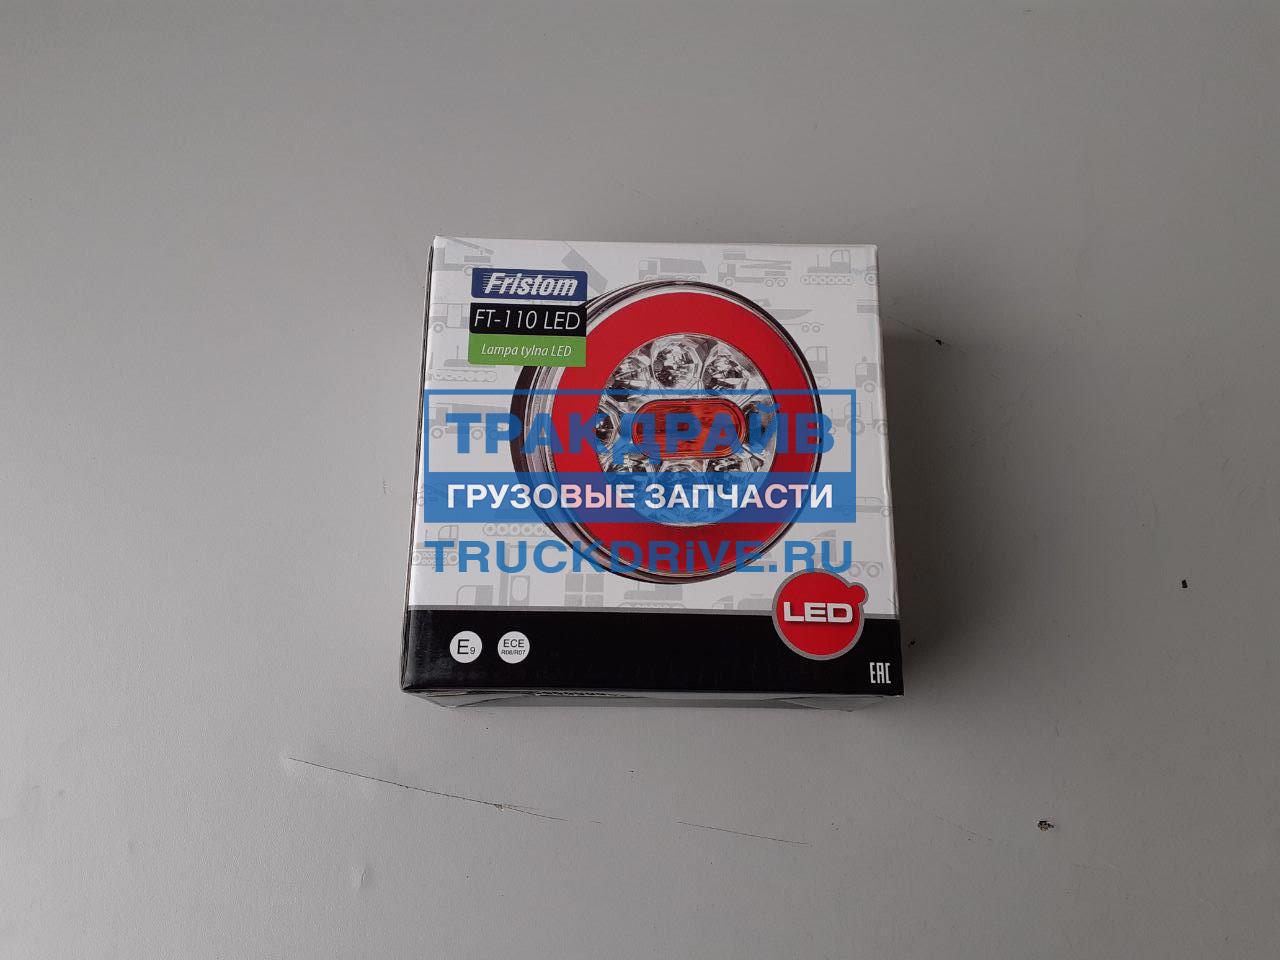 Fristom
FT-110 LED
Lampa tylna LED
ТРАКДРАЙВ
ГРУЗОВЫЕ ЗАПЧАСТИ
TRUCKDRiVE.RU
LED
E9
ECE
R06/R07
EAC